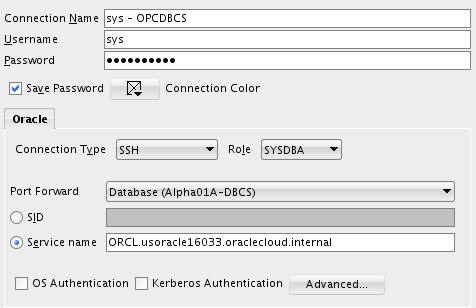 Connection Name sys - OPCDBCS
Username sys
Password ••••••••••
Save Password Connection Color
Oracle
Connection Type SSH Role SYSDBA
Port Forward Database (Alpha01A-DBCS)
SID
Service name ORCL.usoracle16033.oraclecloud.internal
OS Authentication Kerberos Authentication Advanced...